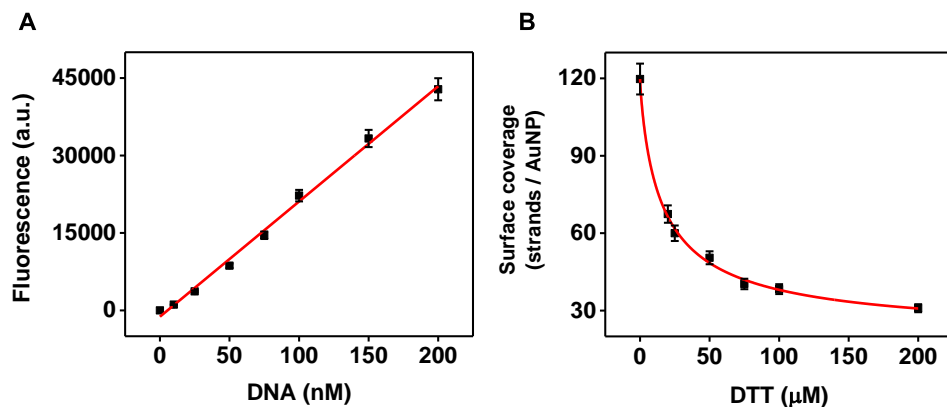 A
Fluorescence (a.u.)
45000
30000
15000
0
0 50 100 150 200
DNA (nM)
B
Surface coverage
(strands / AuNP)
120
90
60
30
0 50 100 150 200
DTT (μM)